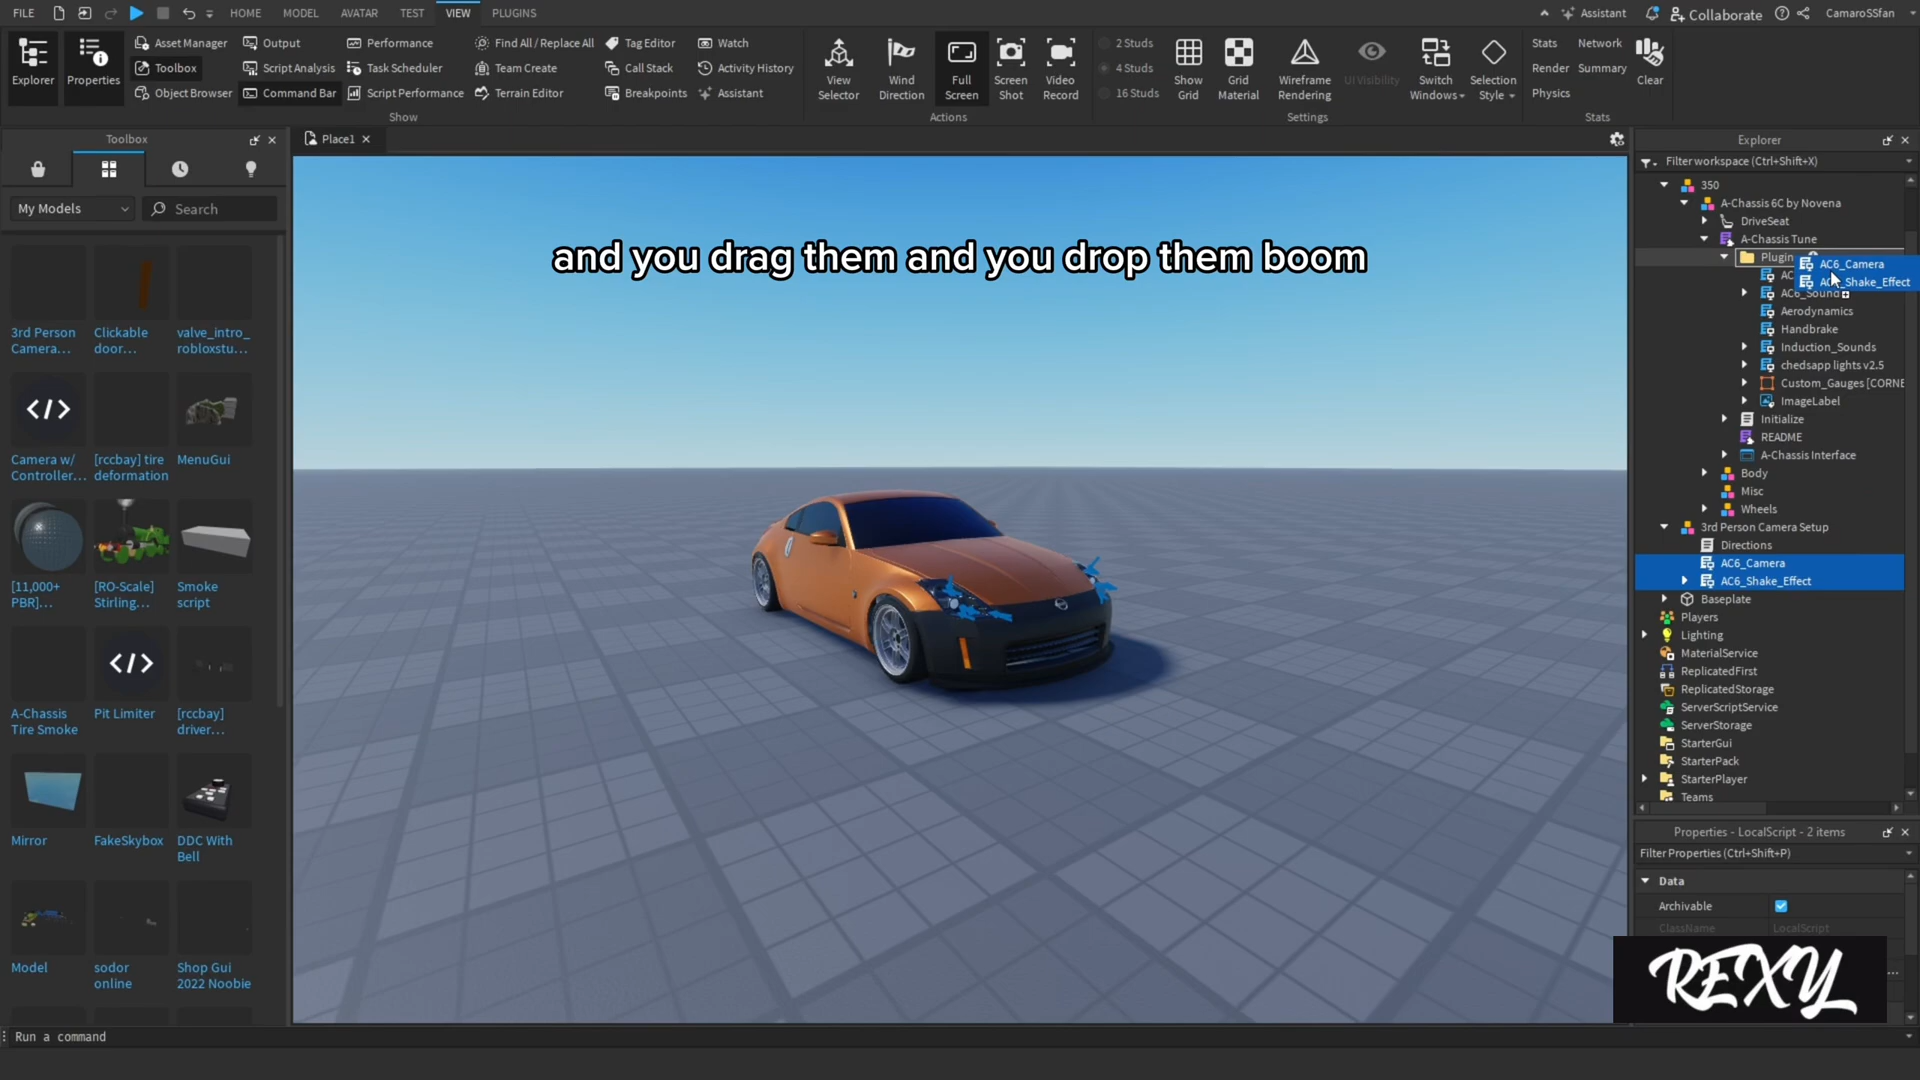 FILE HOME MODEL AVATAR TEST VIEW PLUGINS Assistant Collaborate CamaroSSfan
Explorer
Properties
Asset Manager
Toolbox
Object Browser
Output
Script Analysis
Command Bar
Performance
Task Scheduler
Script Performance
Find All / Replace All
Team Create
Terrain Editor
Tag Editor
Call Stack
Breakpoints
Watch
Activity History
Assistant
Show
View
Selector
Wind
Direction
Full
Screen
Screen
Shot
Video
Record
Actions
2 Studs
4 Studs
16 Studs
Show
Grid
Grid
Material
Wireframe
Rendering
UI Visibility
Switch
Windows
Selection
Style
Settings
Stats
Render
Physics
Network
Summary
Clear
Stats
Toolbox
My Models
Search
3rd Person
Camera...
Clickable
door...
valve_intro_
robloxstu...
Camera w/
Controller...
[rccbay] tire
deformation
MenuGui
[11,000+
PBR]...
[RO-Scale]
Stirling...
Smoke
script
A-Chassis
Tire Smoke
Pit Limiter
[rccbay]
driver...
Mirror
FakeSkybox
DDC With
Bell
Model
sodor
online
Shop Gui
2022 Noobie
Place1
and you drag them and you drop them boom
Explorer
Filter workspace (Ctrl+Shift+X)
350
A-Chassis 6C by Novena
DriveSeat
A-Chassis Tune
Plugin
AC6_Camera
AC6_Shake_Effect
AC
AC6_Sound
Aerodynamics
Handbrake
Induction_Sounds
chedsapp lights v2.5
Custom_Gauges [CORNE
ImageLabel
Initialize
README
A-Chassis Interface
Body
Misc
Wheels
3rd Person Camera Setup
Directions
AC6_Camera
AC6_Shake_Effect
Baseplate
Players
Lighting
MaterialService
ReplicatedFirst
ReplicatedStorage
ServerScriptService
ServerStorage
StarterGui
StarterPack
StarterPlayer
Teams
Properties - LocalScript - 2 items
Filter Properties (Ctrl+Shift+P)
Data
Archivable
ClassName LocalScript
REXY
Run a command